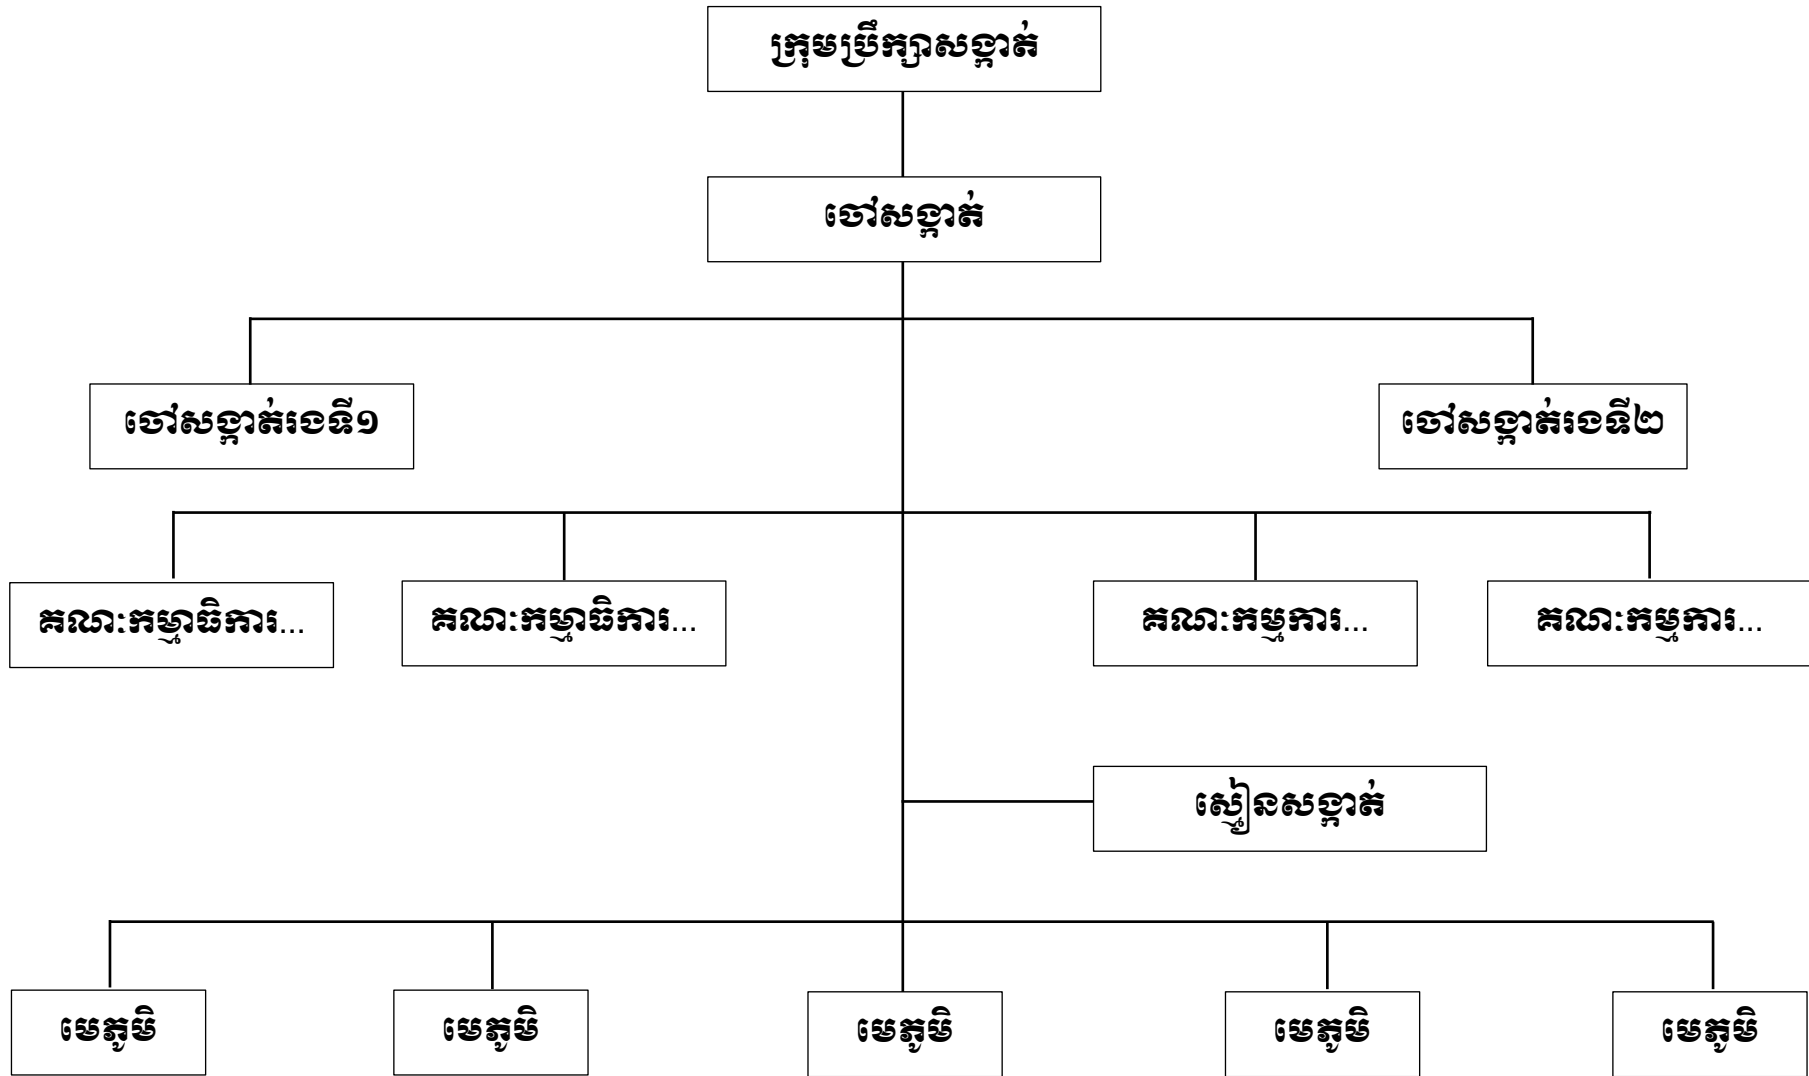 ក្រុមប្រឹក្សាសង្កាត់
ចៅសង្កាត់
ចៅសង្កាត់រងទី១
ចៅសង្កាត់រងទី២
គណៈកម្មាធិការ...
គណៈកម្មាធិការ...
គណៈកម្មការ...
គណៈកម្មការ...
ស្មៀនសង្កាត់
មេភូមិ
មេភូមិ
មេភូមិ
មេភូមិ
មេភូមិ